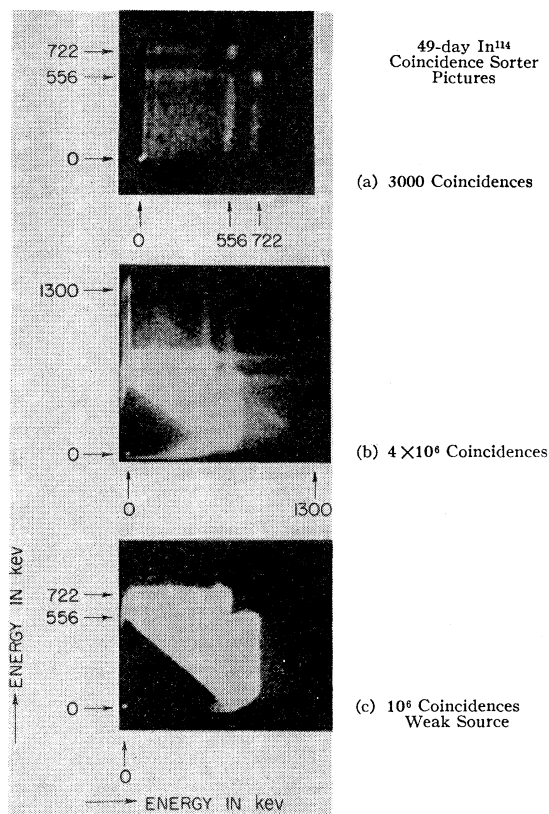 49-day In¹¹⁴
Coincidence Sorter
Pictures
722
556
0
(a) 3000 Coincidences
0
556 722
1300
(b) 4 ×10⁶ Coincidences
0
0
1300
722
556
(c) 10⁶ Coincidences
Weak Source
0
0
ENERGY IN kev
ENERGY IN kev